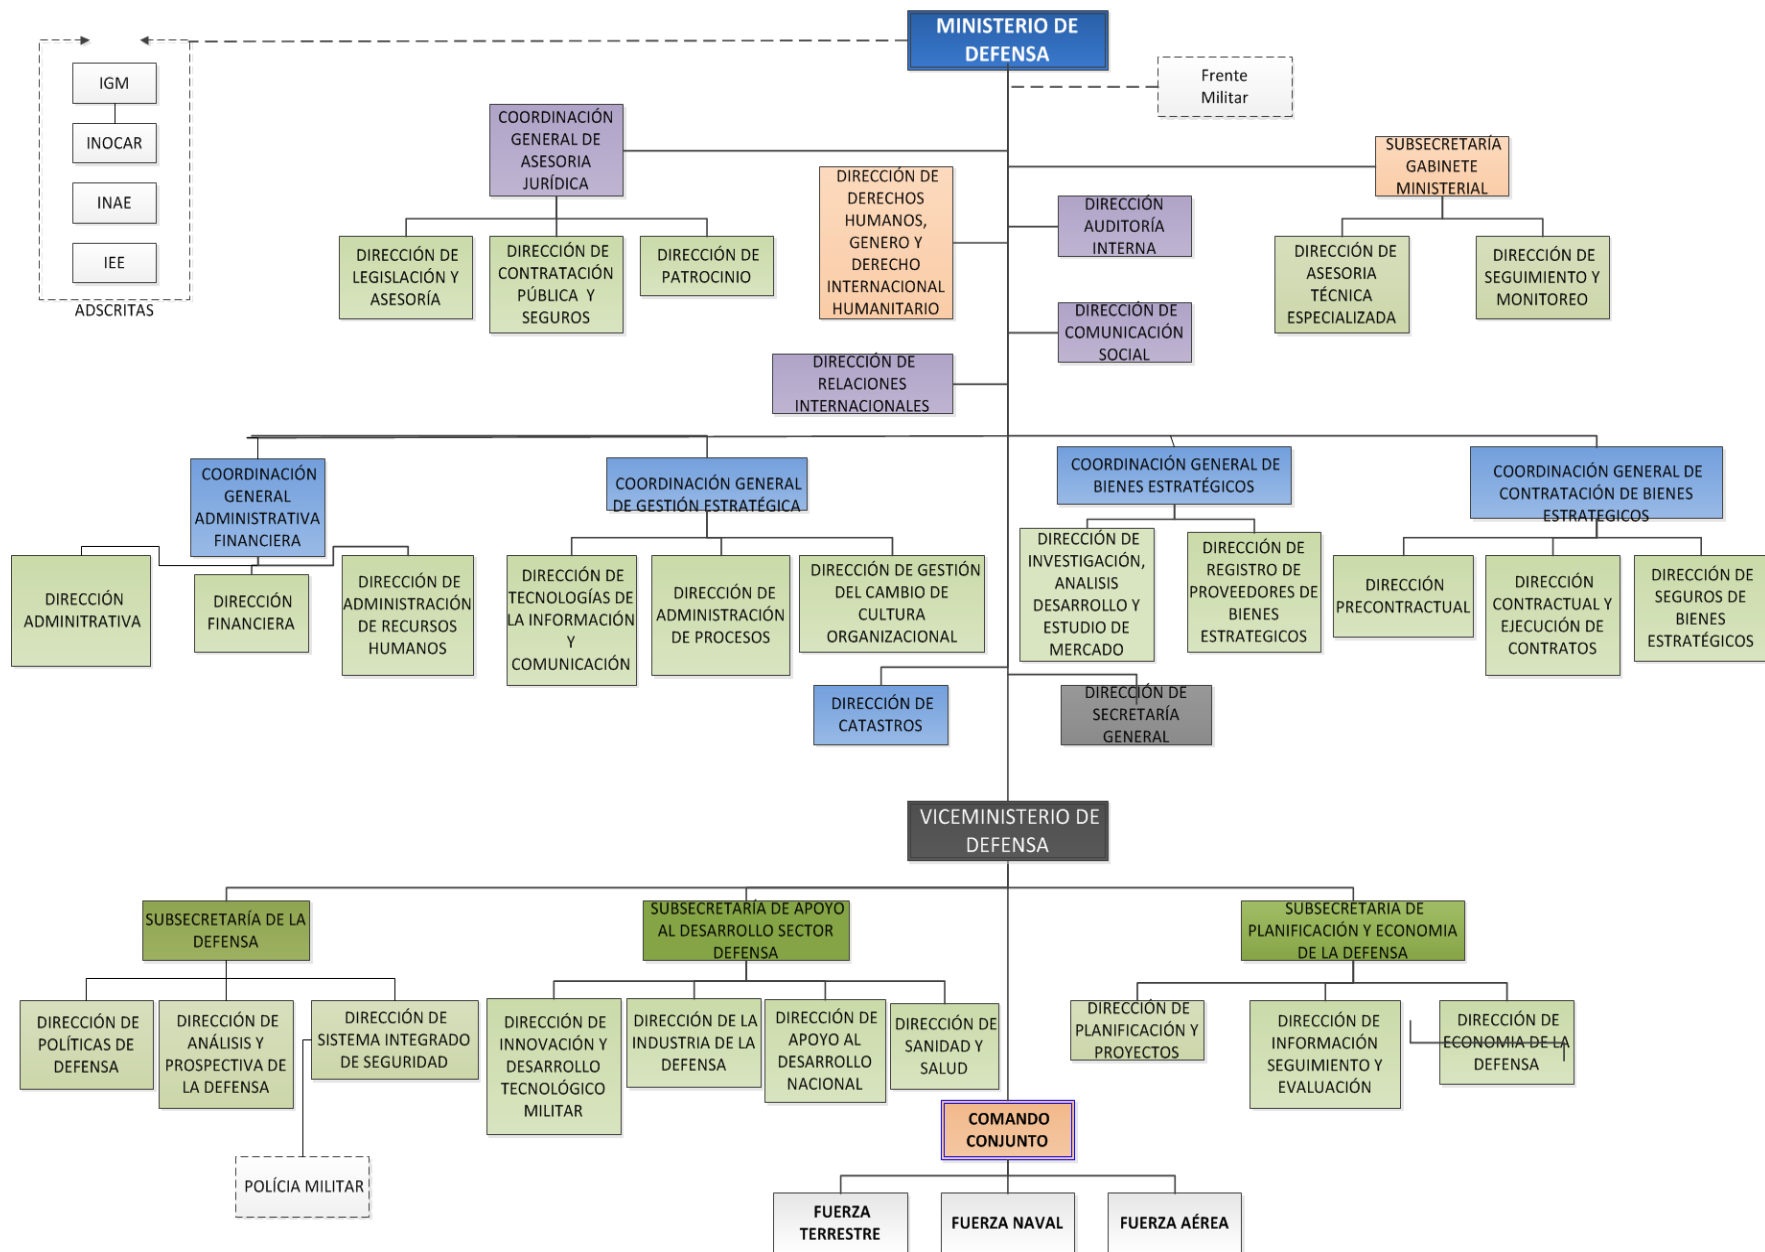 MINISTERIO DE
DEFENSA
IGM
INOCAR
INAE
IEE
ADSCRITAS
Frente
Militar
COORDINACIÓN
GENERAL DE
ASESORIA
JURÍDICA
SUBSECRETARÍA
GABINETE
MINISTERIAL
DIRECCIÓN DE
DERECHOS
HUMANOS,
GENERO Y
DERECHO
INTERNACIONAL
HUMANITARIO
DIRECCIÓN
AUDITORÍA
INTERNA
DIRECCIÓN DE
LEGISLACIÓN Y
ASESORÍA
DIRECCIÓN DE
CONTRATACIÓN
PÚBLICA Y
SEGUROS
DIRECCIÓN DE
PATROCINIO
DIRECCIÓN DE
ASESORIA
TÉCNICA
ESPECIALIZADA
DIRECCIÓN DE
SEGUIMIENTO Y
MONITOREO
DIRECCIÓN DE
COMUNICACIÓN
SOCIAL
DIRECCIÓN DE
RELACIONES
INTERNACIONALES
COORDINACIÓN
GENERAL
ADMINISTRATIVA
FINANCIERA
COORDINACIÓN GENERAL
DE GESTIÓN ESTRATÉGICA
COORDINACIÓN GENERAL DE
BIENES ESTRATÉGICOS
COORDINACIÓN GENERAL DE
CONTRATACIÓN DE BIENES
ESTRATEGICOS
DIRECCIÓN
ADMINITRATIVA
DIRECCIÓN
FINANCIERA
DIRECCIÓN DE
ADMINISTRACIÓN
DE RECURSOS
HUMANOS
DIRECCIÓN DE
TECNOLOGÍAS DE
LA INFORMACIÓN
Y
COMUNICACIÓN
DIRECCIÓN DE
ADMINISTRACIÓN
DE PROCESOS
DIRECCIÓN DE GESTIÓN
DEL CAMBIO DE
CULTURA
ORGANIZACIONAL
DIRECCIÓN DE
INVESTIGACIÓN,
ANALISIS
DESARROLLO Y
ESTUDIO DE
MERCADO
DIRECCIÓN DE
REGISTRO DE
PROVEEDORES DE
BIENES
ESTRATEGICOS
DIRECCIÓN
PRECONTRACTUAL
DIRECCIÓN
CONTRACTUAL Y
EJECUCIÓN DE
CONTRATOS
DIRECCIÓN DE
SEGUROS DE
BIENES
ESTRATÉGICOS
DIRECCIÓN DE
CATASTROS
DIRECCIÓN DE
SECRETARÍA
GENERAL
VICEMINISTERIO DE
DEFENSA
SUBSECRETARÍA DE LA
DEFENSA
SUBSECRETARÍA DE APOYO
AL DESARROLLO SECTOR
DEFENSA
SUBSECRETARIA DE
PLANIFICACIÓN Y ECONOMIA
DE LA DEFENSA
DIRECCIÓN DE
POLÍTICAS DE
DEFENSA
DIRECCIÓN DE
ANÁLISIS Y
PROSPECTIVA DE
LA DEFENSA
DIRECCIÓN DE
SISTEMA INTEGRADO
DE SEGURIDAD
DIRECCIÓN DE
INNOVACIÓN Y
DESARROLLO
TECNOLÓGICO
MILITAR
DIRECCIÓN DE LA
INDUSTRIA DE LA
DEFENSA
DIRECCIÓN DE
APOYO AL
DESARROLLO
NACIONAL
DIRECCIÓN DE
SANIDAD Y
SALUD
DIRECCIÓN DE
PLANIFICACIÓN Y
PROYECTOS
DIRECCIÓN DE
INFORMACIÓN
SEGUIMIENTO Y
EVALUACIÓN
DIRECCIÓN DE
ECONOMIA DE LA
DEFENSA
POLÍCIA MILITAR
COMANDO
CONJUNTO
FUERZA
TERRESTRE
FUERZA NAVAL
FUERZA AÉREA